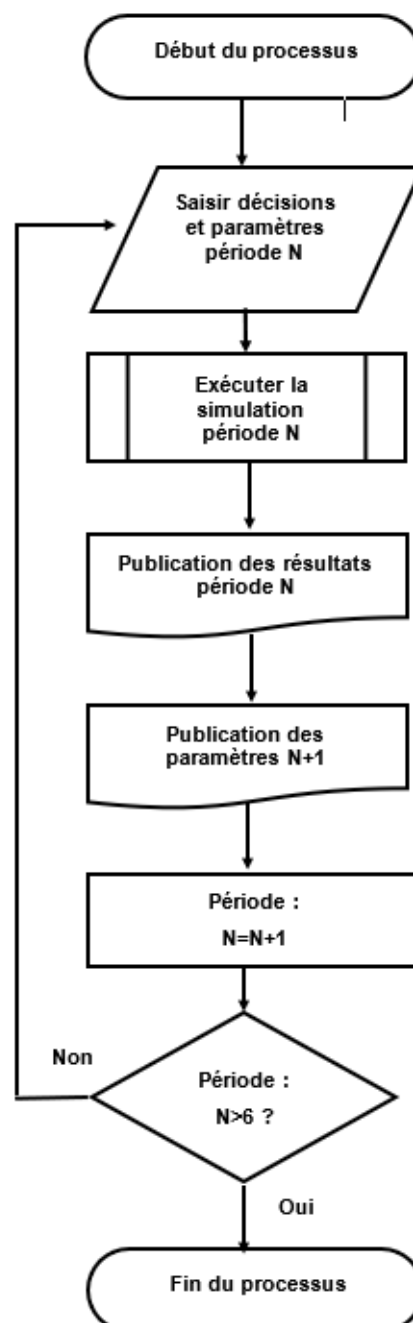 Début du processus
Saisir décisions
et paramètres
période N
Exécuter la
simulation
période N
Publication des résultats
période N
Publication des
paramètres N+1
Période :
N=N+1
Non
Période :
N>6 ?
Oui
Fin du processus